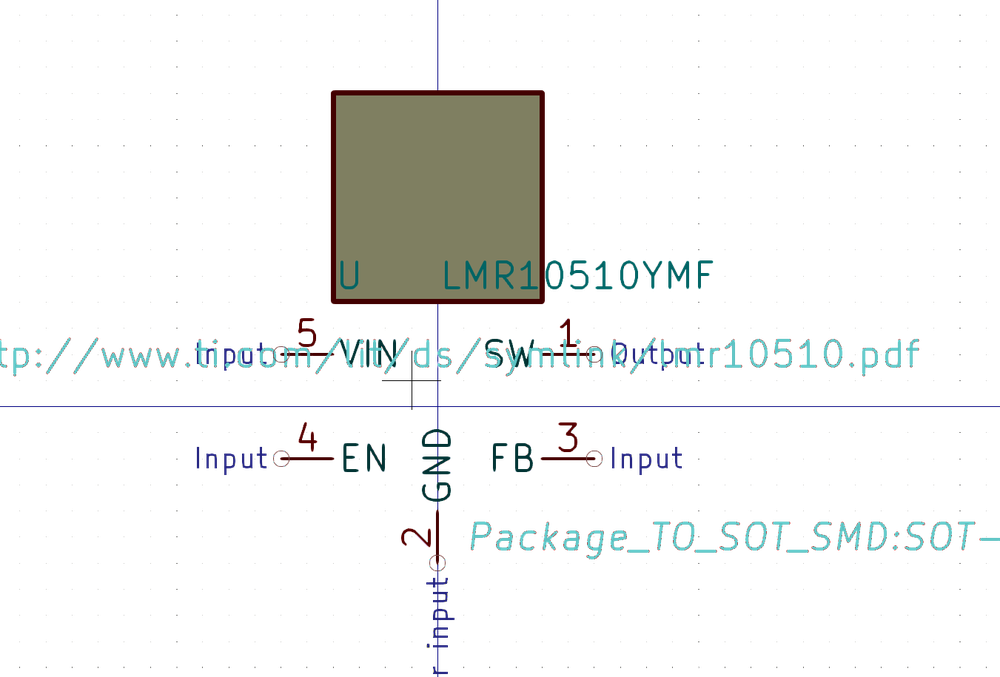 U LMR10510YMF
5 1
Input VIN SW Output
tp://www.ti.com/lit/ds/symlink/lmr10510.pdf
4 3
Input EN FB Input
GND
2
Package_TO_SOT_SMD:SOT-
r input